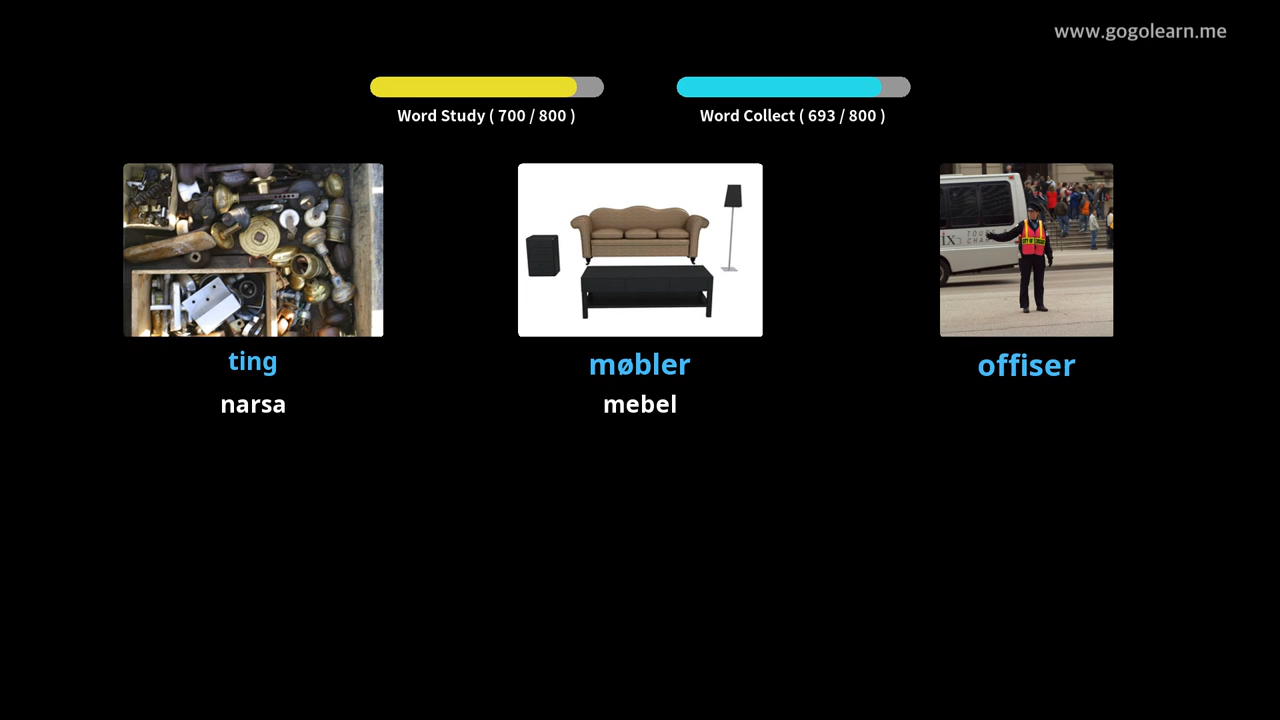 www.gogolearn.me
Word Study ( 700 / 800 )
Word Collect ( 693 / 800 )
ting
møbler
offiser
narsa
mebel